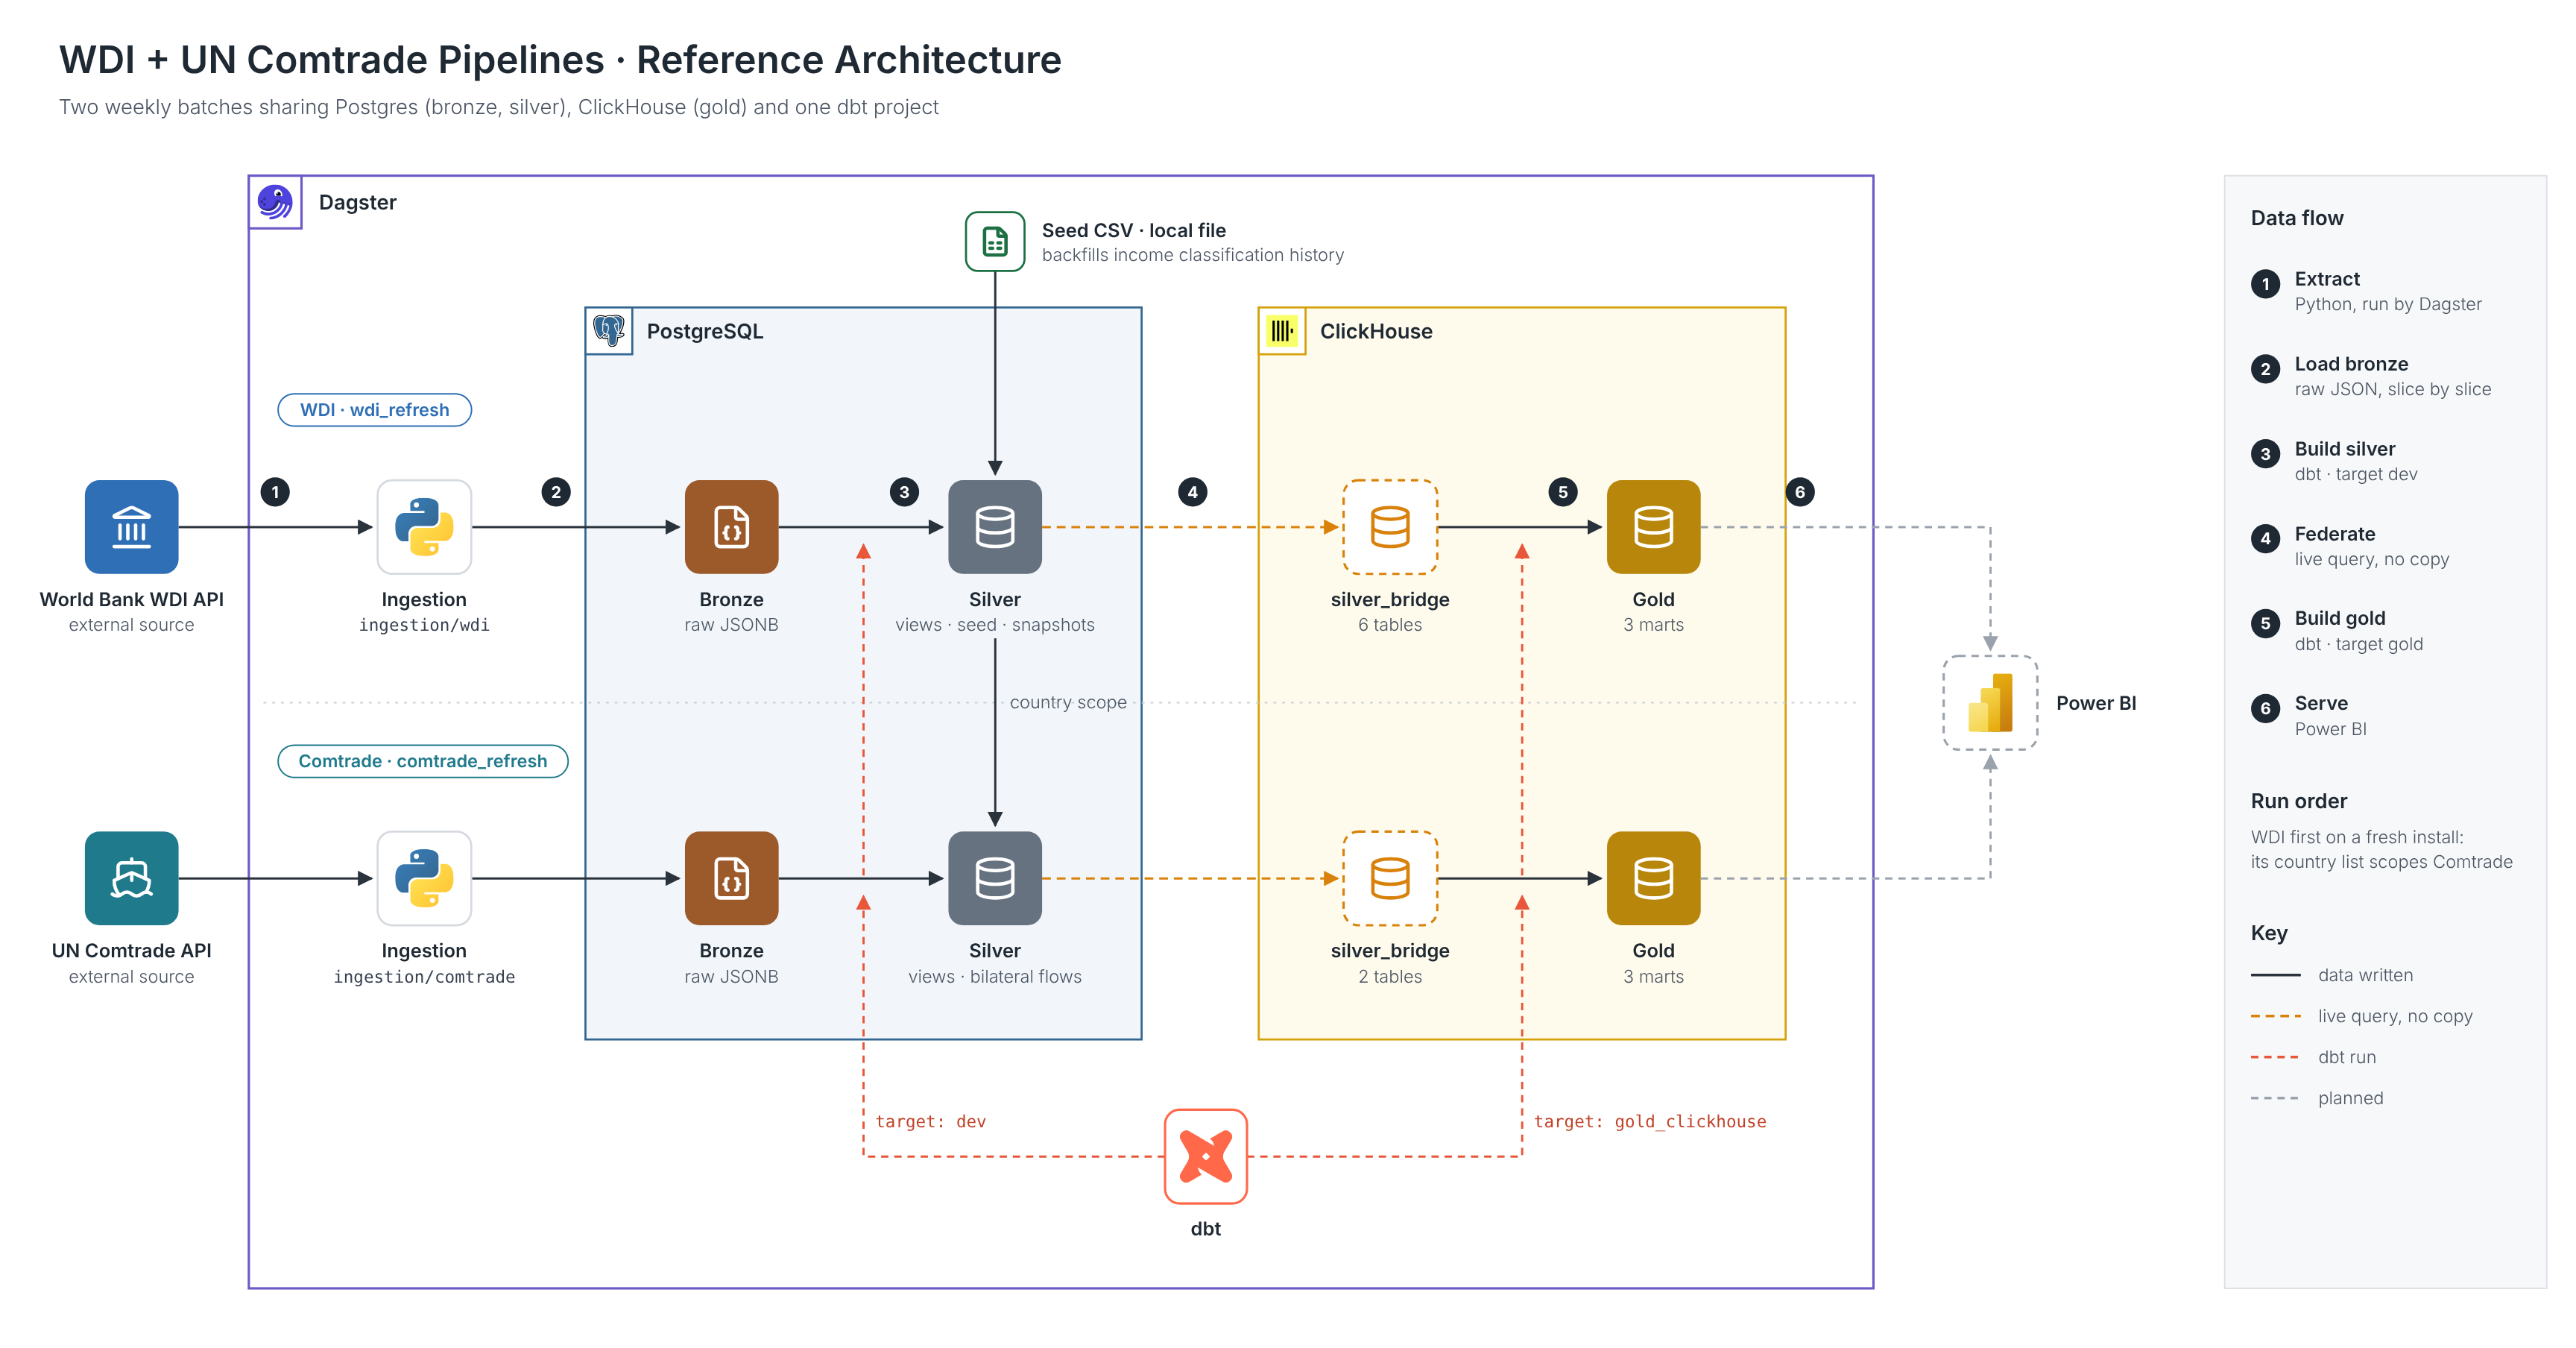 WDI + UN Comtrade Pipelines · Reference Architecture
Two weekly batches sharing Postgres (bronze, silver), ClickHouse (gold) and one dbt project
Dagster
Seed CSV · local file
backfills income classification history
PostgreSQL
ClickHouse
WDI · wdi_refresh
1
2
3
4
5
6
World Bank WDI API
external source
Ingestion
ingestion/wdi
Bronze
raw JSONB
Silver
views · seed · snapshots
silver_bridge
6 tables
Gold
3 marts
country scope
Power BI
Comtrade · comtrade_refresh
UN Comtrade API
external source
Ingestion
ingestion/comtrade
Bronze
raw JSONB
Silver
views · bilateral flows
silver_bridge
2 tables
Gold
3 marts
target: dev
target: gold_clickhouse
dbt
Data flow
1 Extract
Python, run by Dagster
2 Load bronze
raw JSON, slice by slice
3 Build silver
dbt · target dev
4 Federate
live query, no copy
5 Build gold
dbt · target gold
6 Serve
Power BI
Run order
WDI first on a fresh install:
its country list scopes Comtrade
Key
data written
live query, no copy
dbt run
planned